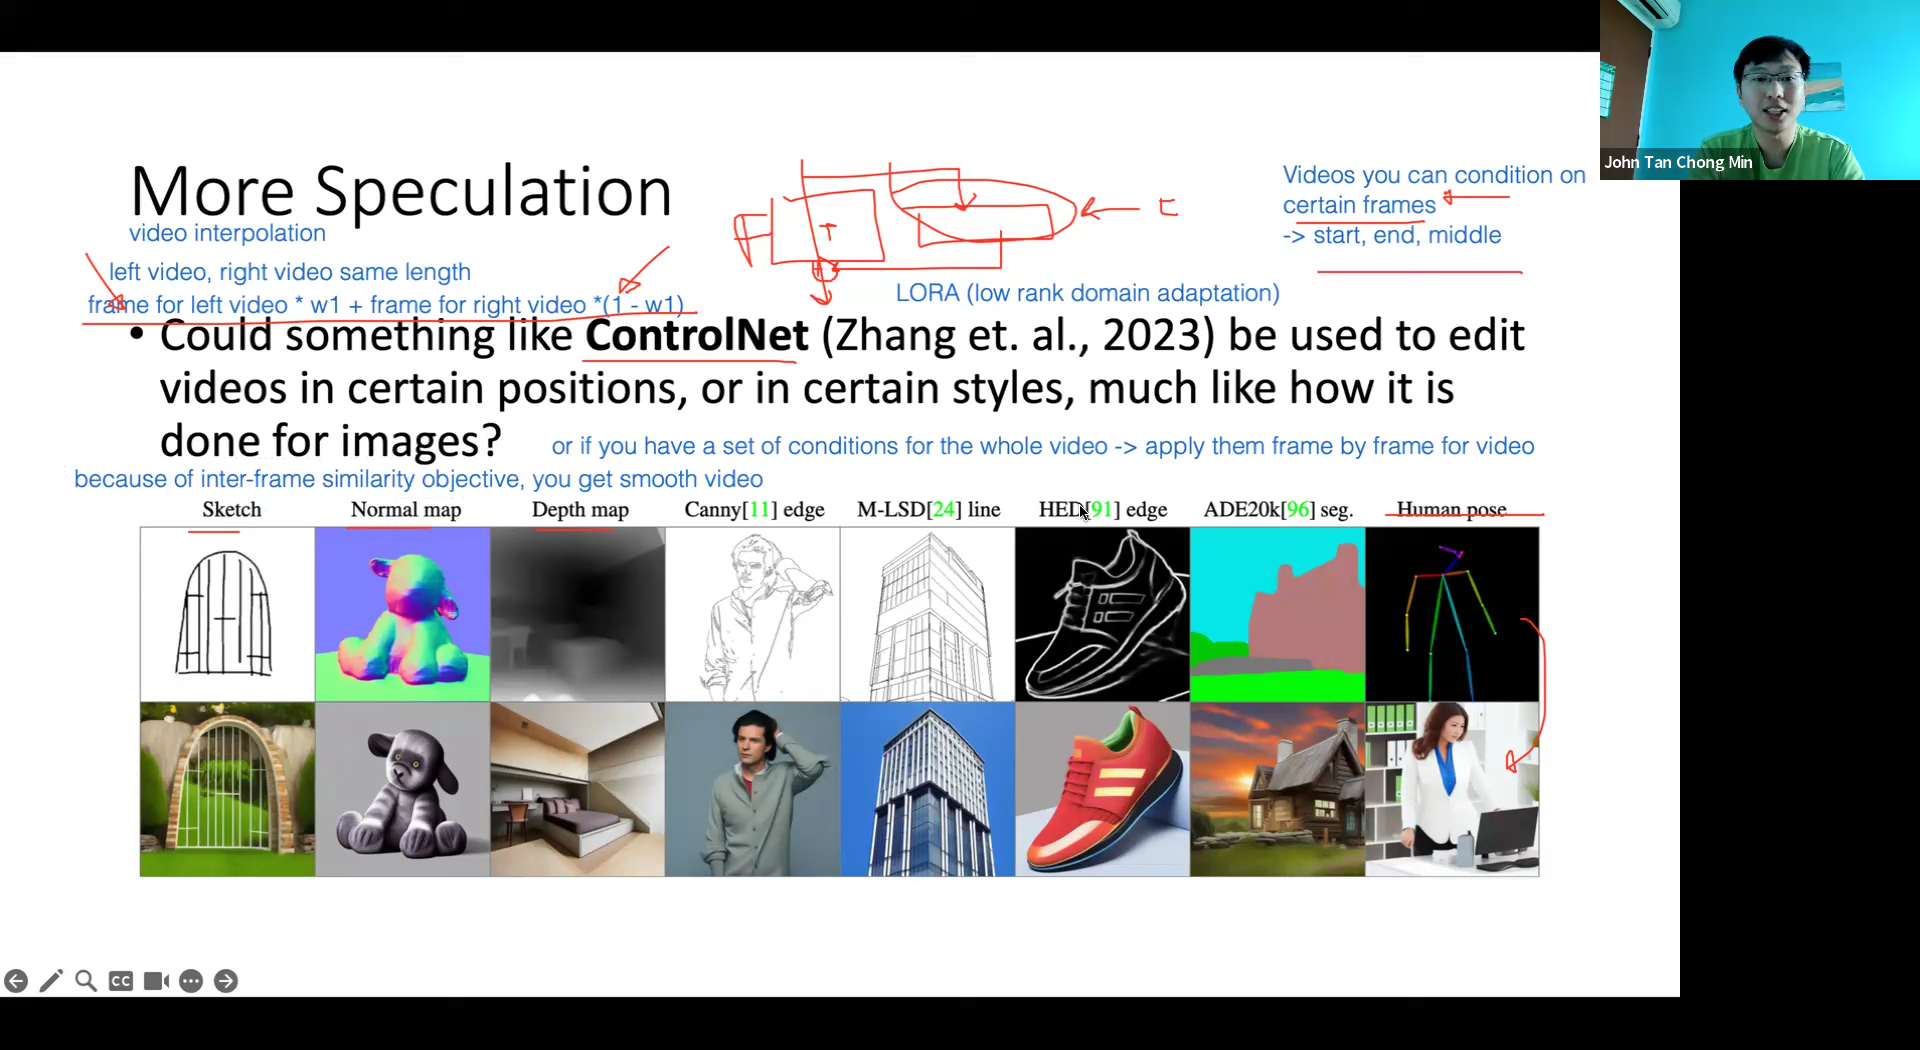 John Tan Chong Min
More Speculation
video interpolation
left video, right video same length
frame for left video * w1 + frame for right video *(1 - w1)
Videos you can condition on
certain frames
-> start, end, middle
LORA (low rank domain adaptation)
• Could something like ControlNet (Zhang et. al., 2023) be used to edit
videos in certain positions, or in certain styles, much like how it is
done for images?
or if you have a set of conditions for the whole video -> apply them frame by frame for video
because of inter-frame similarity objective, you get smooth video
Sketch Normal map Depth map Canny[11] edge M-LSD[24] line HED[91] edge ADE20k[96] seg. Human pose
CC